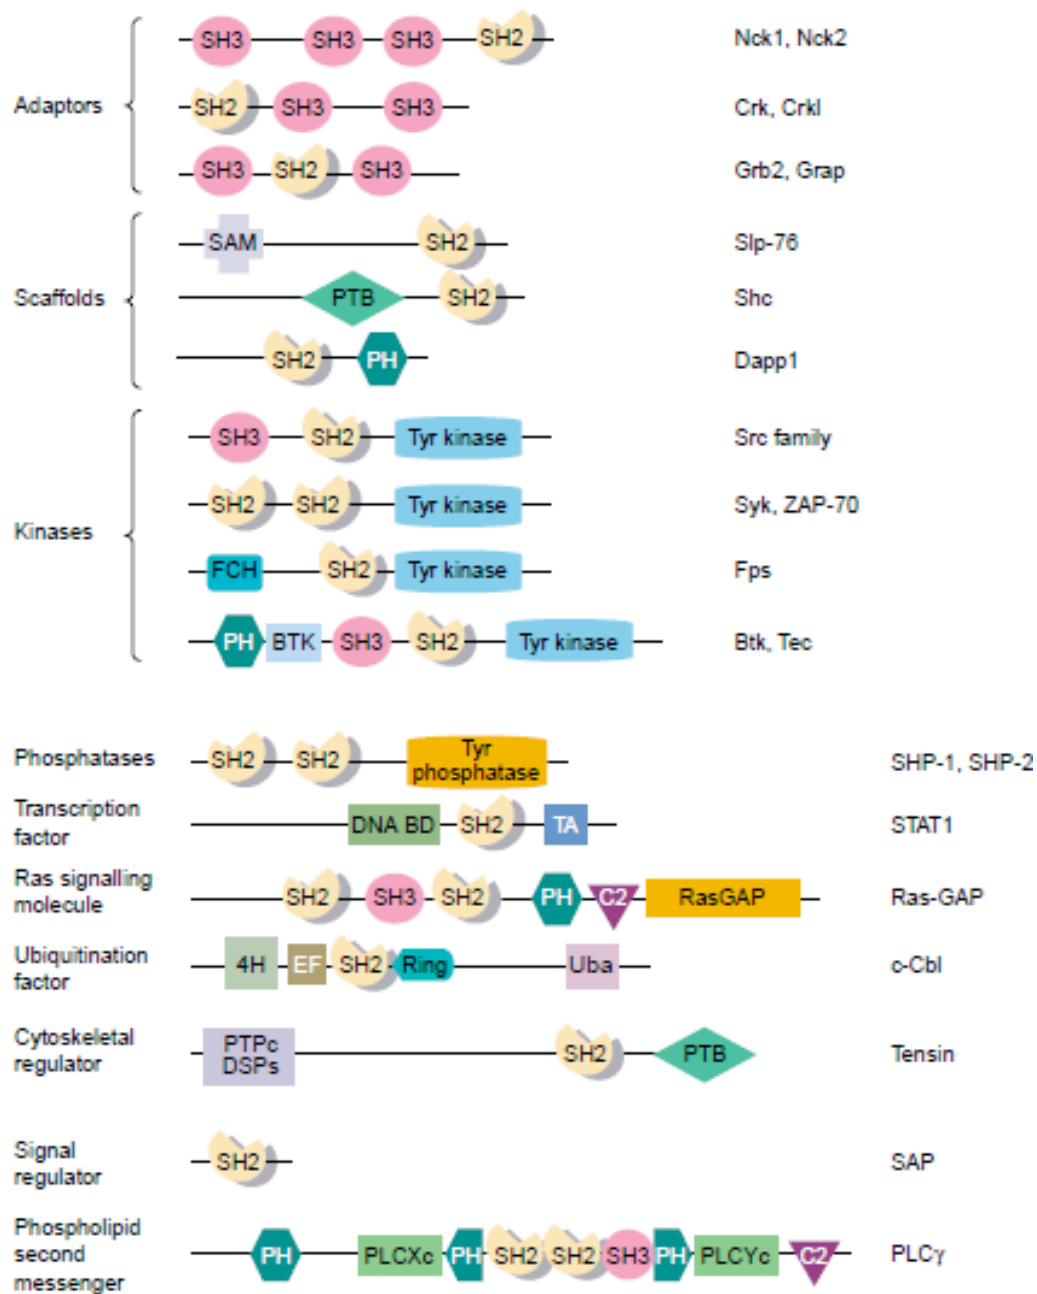 SH3 SH3 SH3 SH2 Nck1, Nck2
Adaptors SH2 SH3 SH3 Crk, Crkl
SH3 SH2 SH3 Grb2, Grap
SAM SH2 Slp-76
Scaffolds PTB SH2 Shc
SH2 PH Dapp1
SH3 SH2 Tyr kinase Src family
SH2 SH2 Tyr kinase Syk, ZAP-70
Kinases
FCH SH2 Tyr kinase Fps
PH BTK SH3 SH2 Tyr kinase Btk, Tec
Phosphatases SH2 SH2 Tyr
phosphatase SHP-1, SHP-2
Transcription
factor DNA BD SH2 TA STAT1
Ras signalling
molecule SH2 SH3 SH2 PH C2 RasGAP Ras-GAP
Ubiquitination
factor 4H EF SH2 Ring Uba c-Cbl
Cytoskeletal
regulator PTPc
DSPs SH2 PTB Tensin
Signal
regulator SH2 SAP
Phospholipid
second
messenger PH PLCXc PH SH2 SH2 SH3 PH PLCYc C2 PLCγ